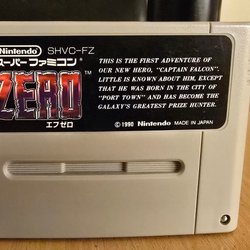 Nintendo SHVC-FZ
スーパーファミコン
ZERO
エフゼロ
THIS IS THE FIRST ADVENTURE OF
OUR NEW HERO, "CAPTAIN FALCON".
LITTLE IS KNOWN ABOUT HIM, EXCEPT
THAT HE WAS BORN IN THE CITY OF
"PORT TOWN" AND HAS BECOME THE
GALAXY'S GREATEST PRIZE HUNTER.
©1990 Nintendo MADE IN JAPAN